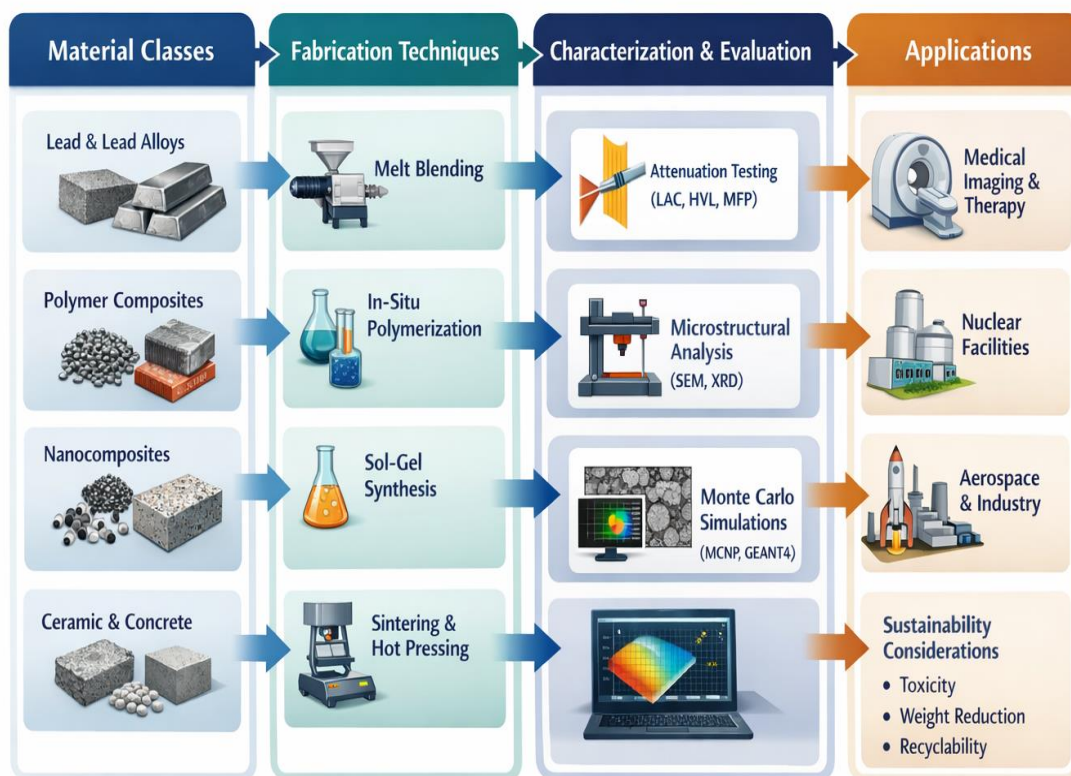 Material Classes
Fabrication Techniques
Characterization & Evaluation
Applications
Lead & Lead Alloys
Melt Blending
Attenuation Testing
(LAC, HVL, MFP)
Medical
Imaging &
Therapy
Polymer Composites
In-Situ
Polymerization
Microstructural
Analysis
(SEM, XRD)
Nuclear
Facilities
Nanocomposites
Sol-Gel
Synthesis
Monte Carlo
Simulations
(MCNP, GEANT4)
Aerospace
& Industry
Ceramic & Concrete
Sintering &
Hot Pressing
Sustainability
Considerations
• Toxicity
• Weight Reduction
• Recyclability